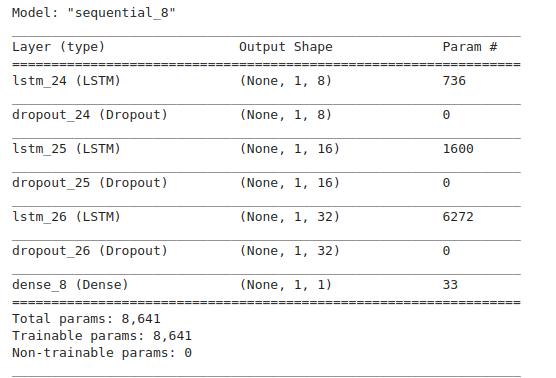 Model: "sequential_8"
Layer (type) Output Shape Param #
lstm_24 (LSTM) (None, 1, 8) 736
dropout_24 (Dropout) (None, 1, 8) 0
lstm_25 (LSTM) (None, 1, 16) 1600
dropout_25 (Dropout) (None, 1, 16) 0
lstm_26 (LSTM) (None, 1, 32) 6272
dropout_26 (Dropout) (None, 1, 32) 0
dense_8 (Dense) (None, 1, 1) 33
Total params: 8,641
Trainable params: 8,641
Non-trainable params: 0